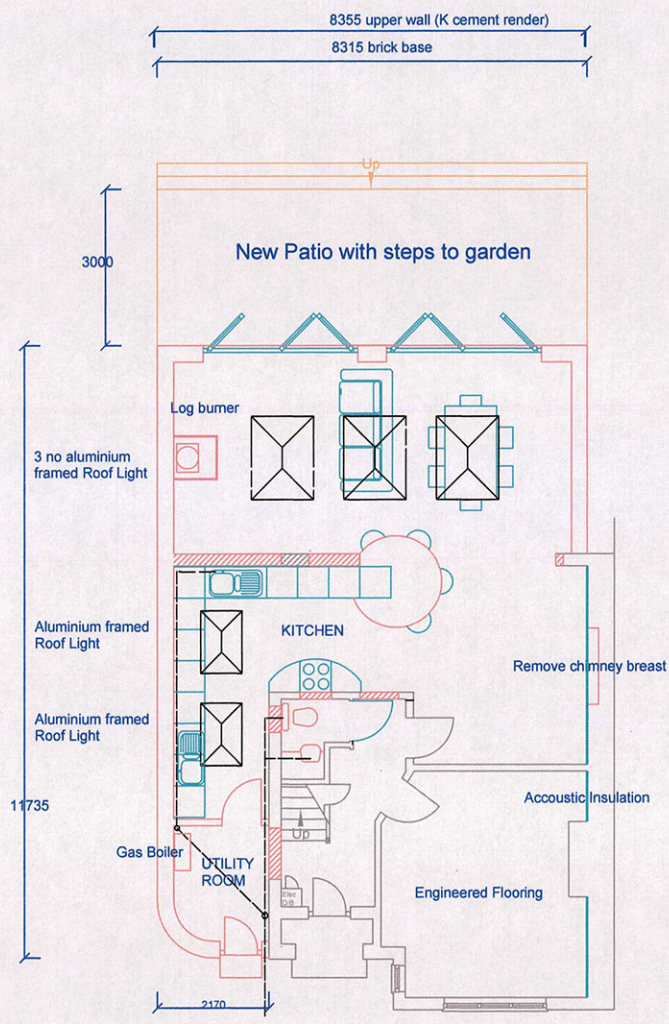 8355 upper wall (K cement render)
8315 brick base
Up
New Patio with steps to garden
3000
Log burner
3 no aluminium
framed Roof Light
Aluminium framed
Roof Light
KITCHEN
Remove chimney breast
Aluminium framed
Roof Light
11735
Accoustic Insulation
Up
Gas Boiler
UTILITY
ROOM
Engineered Flooring
Elec
D/B
2170